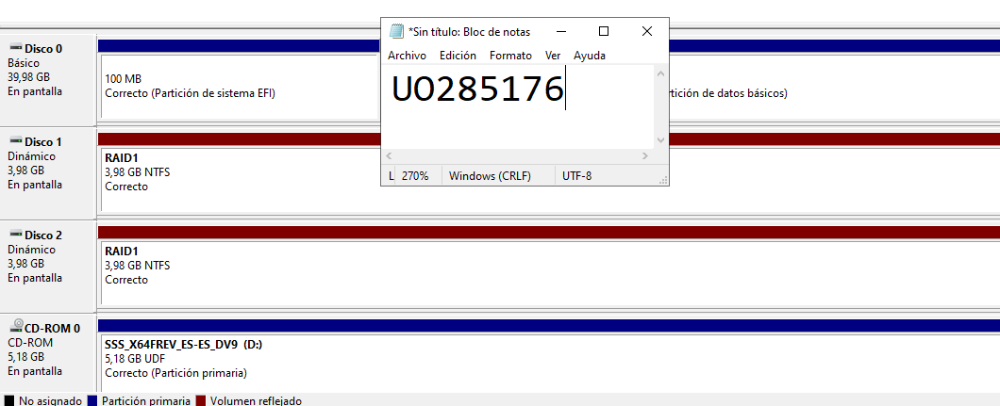 Disco 0
Básico
39,98 GB
En pantalla
100 MB
Correcto (Partición de sistema EFI)
*Sin título: Bloc de notas
Archivo Edición Formato Ver Ayuda
UO285176
L 270% Windows (CRLF) UTF-8
rtición de datos básicos)
Disco 1
Dinámico
3,98 GB
En pantalla
RAID1
3,98 GB NTFS
Correcto
Disco 2
Dinámico
3,98 GB
En pantalla
RAID1
3,98 GB NTFS
Correcto
CD-ROM 0
CD-ROM
5,18 GB
En pantalla
SSS_X64FREV_ES-ES_DV9 (D:)
5,18 GB UDF
Correcto (Partición primaria)
No asignado Partición primaria Volumen reflejado